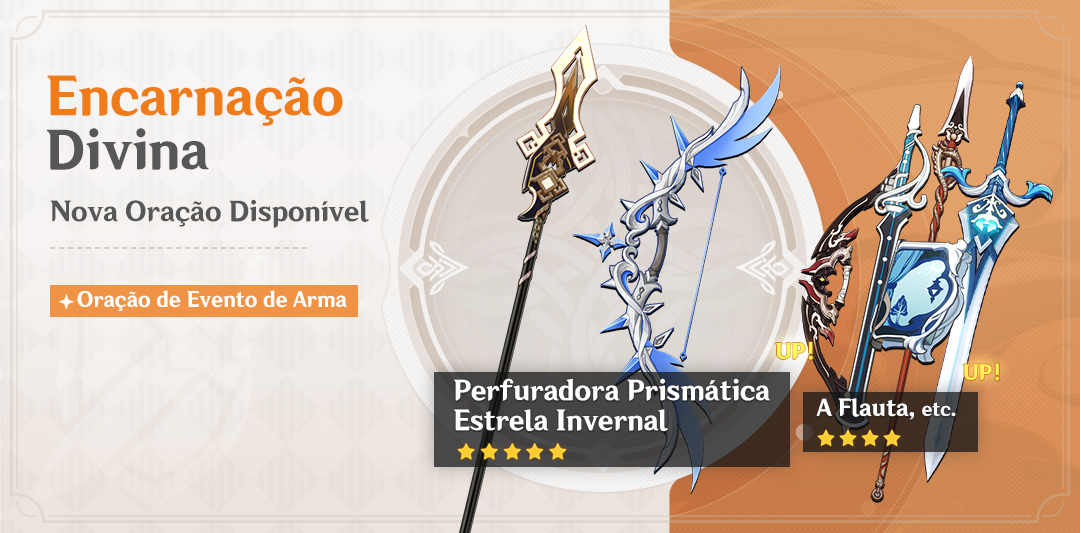 Encarnação
Divina
Nova Oração Disponível
Oração de Evento de Arma
Perfuradora Prismática
Estrela Invernal
UP!
A Flauta, etc.
UP!